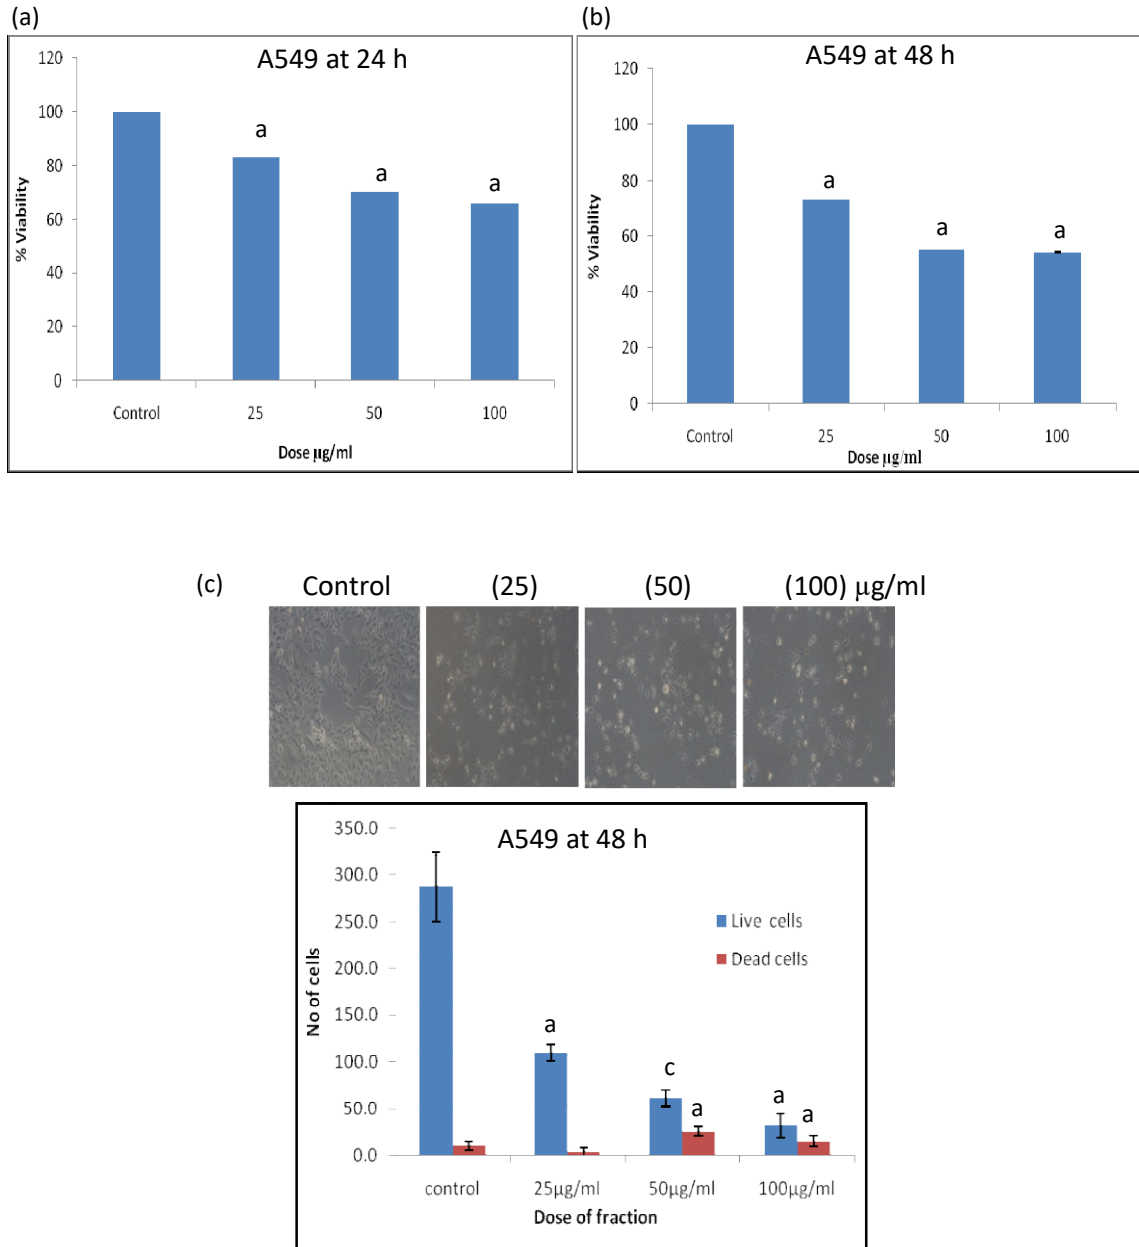 (a)
(b)
A549 at 24 h
120
100
80
60
40
20
0
% Viability
a
a
a
Control 25 50 100
Dose µg/ml
A549 at 48 h
120
100
80
60
40
20
0
% Viability
a
a
a
Control 25 50 100
Dose µg/ml
(c) Control (25) (50) (100) µg/ml
A549 at 48 h
350.0
300.0
250.0
200.0
150.0
100.0
50.0
0.0
No of cells
Live cells
Dead cells
a
c
a
a
a
control 25µg/ml 50µg/ml 100µg/ml
Dose of fraction